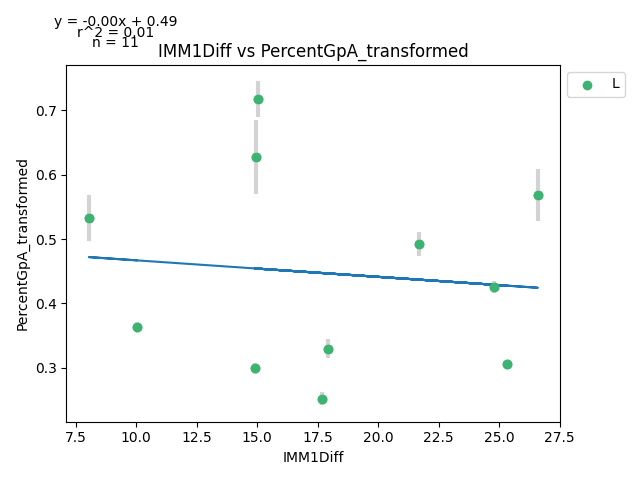 y = -0.00x + 0.49
r^2 = 0.01
n = 11
IMM1Diff vs PercentGpA_transformed
L
PercentGpA_transformed
0.7
0.6
0.5
0.4
0.3
7.5 10.0 12.5 15.0 17.5 20.0 22.5 25.0 27.5
IMM1Diff